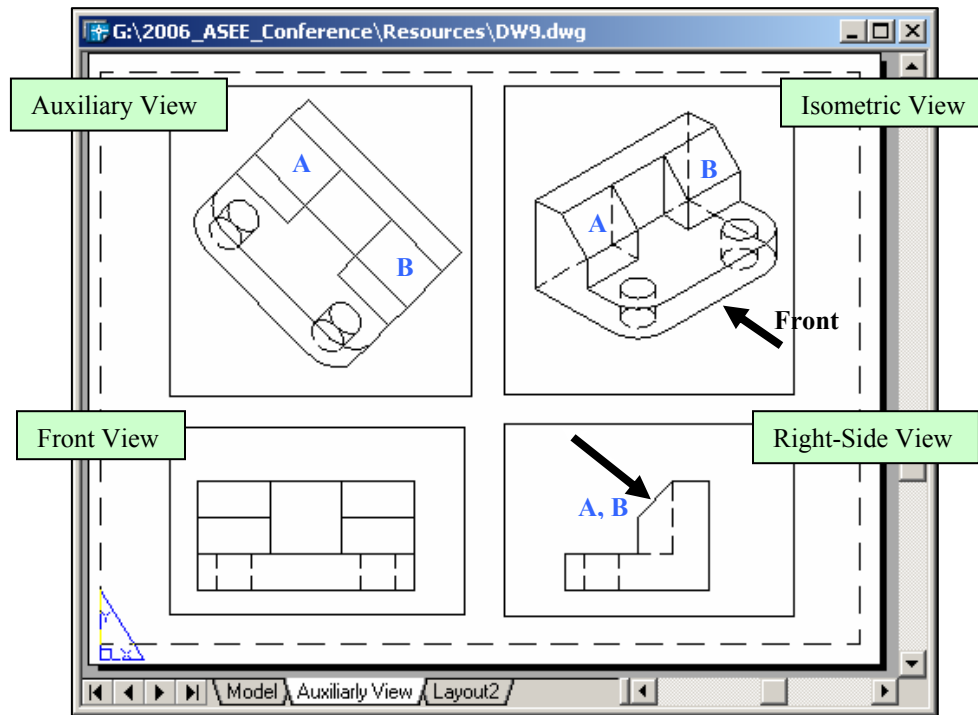 G:\2006_ASEE_Conference\Resources\DW9.dwg
Auxiliary View
Isometric View
A
B
B
A
Front
Front View
Right-Side View
A, B
Y
X
Model
Auxiliarly View
Layout2